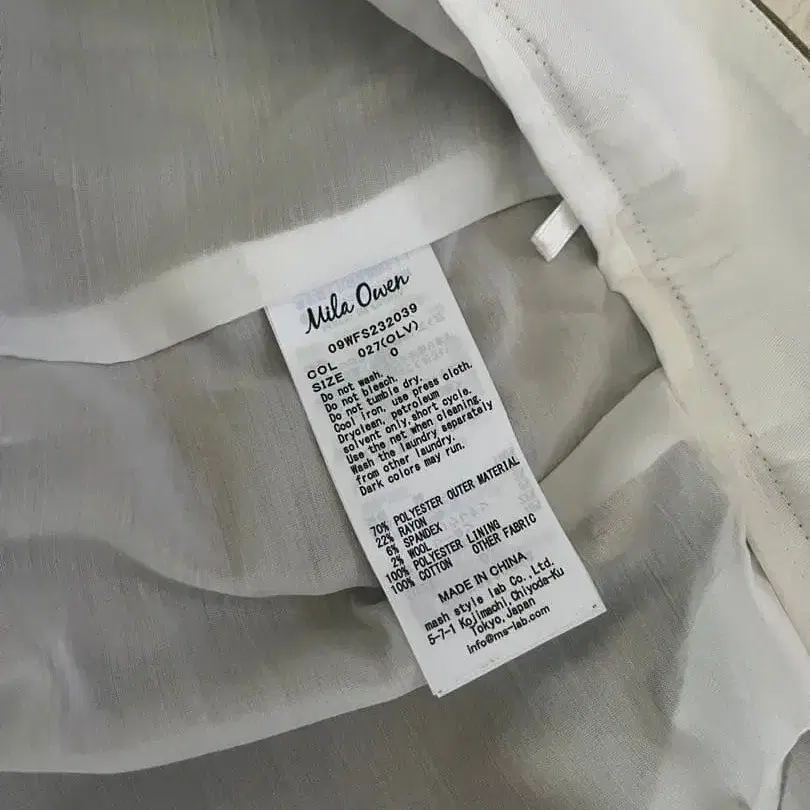 Mila Owen
09WFS232039
COL 027(OLV)
SIZE 0
Do not wash.
Do not bleach.
Do not tumble dry.
Cool iron, use press cloth.
Dryclean, petroleum
solvent only, short cycle.
Use the net when cleaning.
Wash the laundry separately
from other laundry.
Dark colors may run.
70% POLYESTER OUTER MATERIAL
22% RAYON
6% SPANDEX
2% WOOL
100% POLYESTER LINING
100% COTTON OTHER FABRIC
MADE IN CHINA
mash style lab Co., Ltd.
5-7-1 Kojimachi, Chiyoda-Ku
Tokyo, Japan
info@ms-lab.com